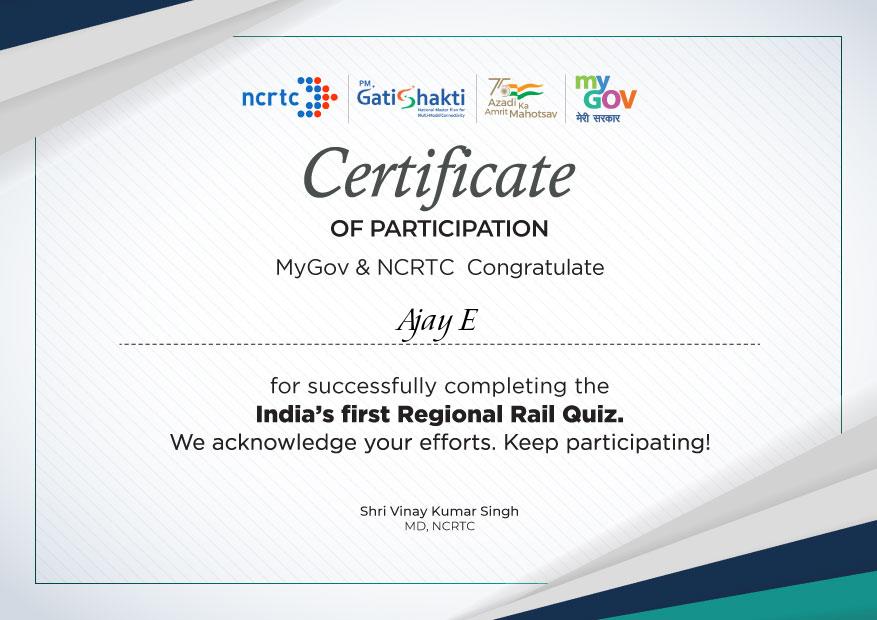 ncrtc
PM
GatiShakti
National Master Plan for
Multi-Modal Connectivity
75
Azadi Ka
Amrit Mahotsav
my
GOV
मेरी सरकार
Certificate
OF PARTICIPATION
MyGov & NCRTC Congratulate
Ajay E
for successfully completing the
India's first Regional Rail Quiz.
We acknowledge your efforts. Keep participating!
Shri Vinay Kumar Singh
MD, NCRTC